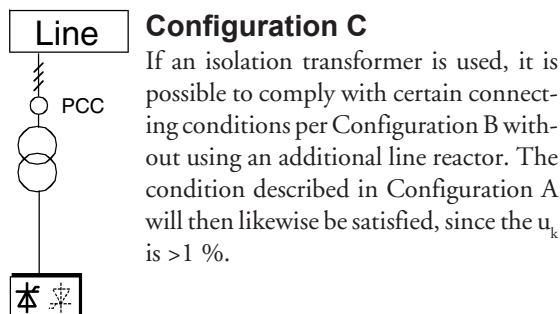 Line
PCC
Configuration C
If an isolation transformer is used, it is
possible to comply with certain connect-
ing conditions per Configuration B with-
out using an additional line reactor. The
condition described in Configuration A
will then likewise be satisfied, since the uk
is >1 %.